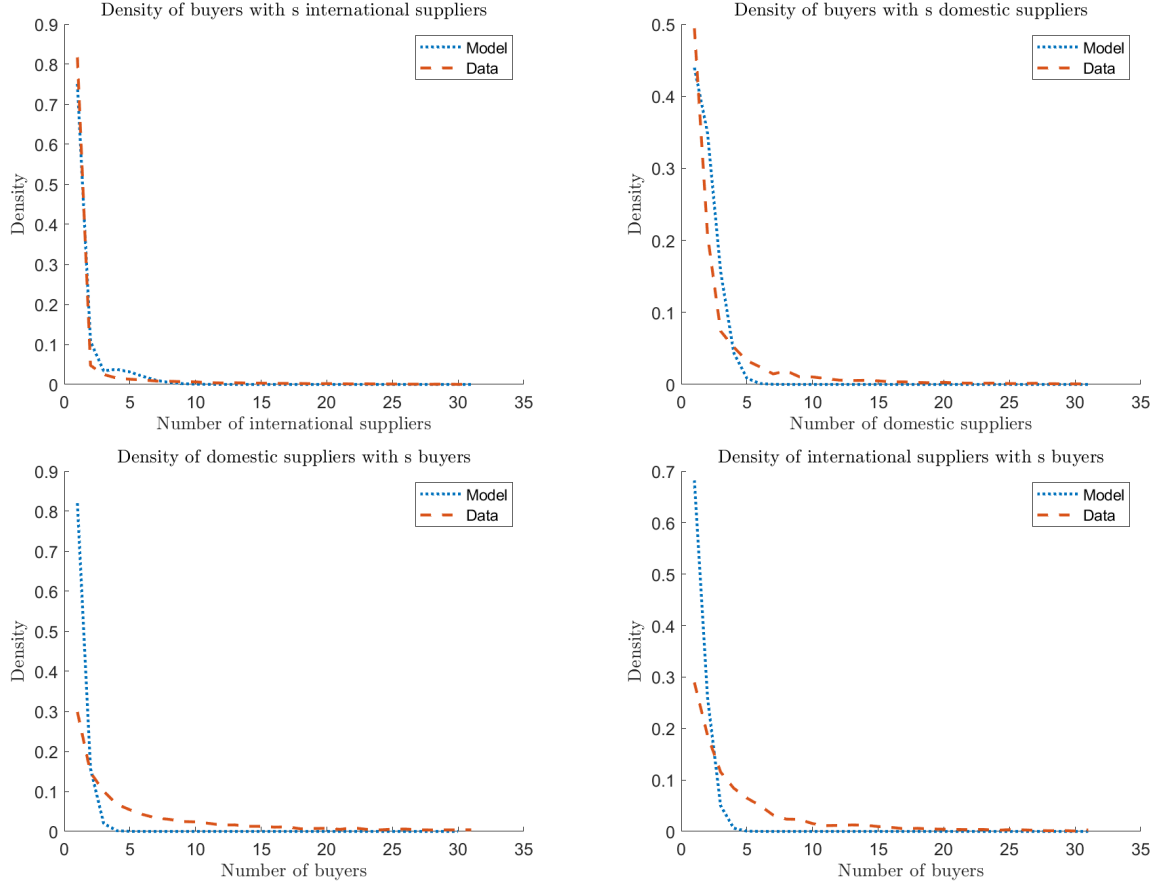 Density of buyers with s international suppliers
0.9
0.8
0.7
0.6
0.5
0.4
0.3
0.2
0.1
0
Density
0 5 10 15 20 25 30 35
Number of international suppliers
Model
Data
Density of buyers with s domestic suppliers
0.5
0.4
0.3
0.2
0.1
0
Density
0 5 10 15 20 25 30 35
Number of domestic suppliers
Model
Data
Density of domestic suppliers with s buyers
0.9
0.8
0.7
0.6
0.5
0.4
0.3
0.2
0.1
0
Density
0 5 10 15 20 25 30 35
Number of buyers
Model
Data
Density of international suppliers with s buyers
0.7
0.6
0.5
0.4
0.3
0.2
0.1
0
Density
0 5 10 15 20 25 30 35
Number of buyers
Model
Data